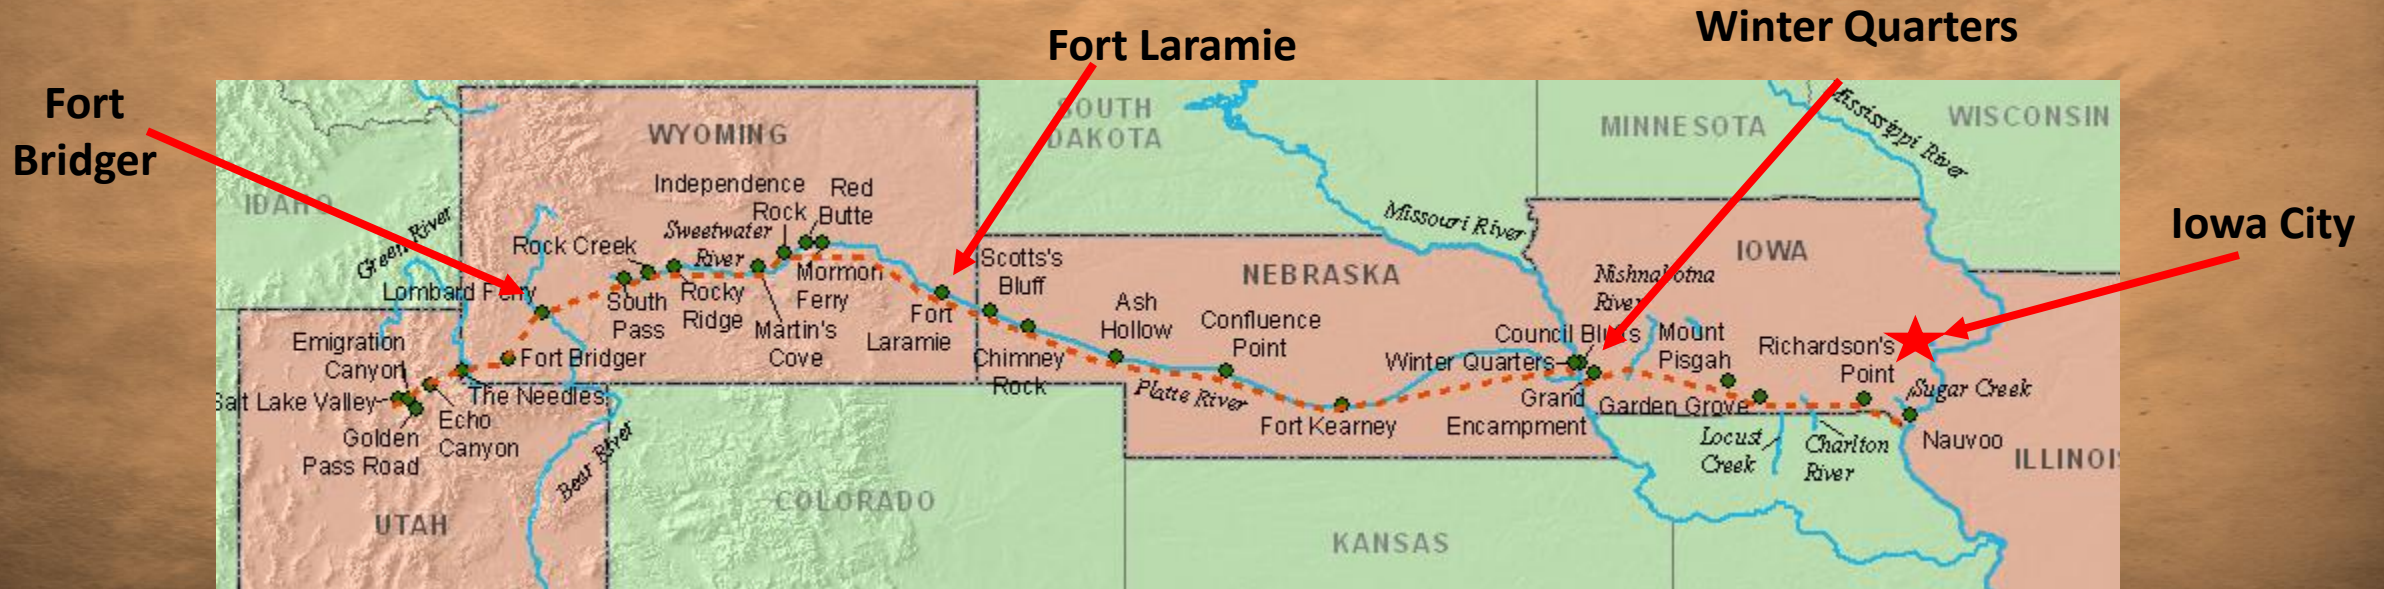 Winter Quarters
Fort Laramie
Fort
Bridger
Iowa City
SOUTH
DAKOTA
WYOMING
MINNESOTA
WISCONSIN
Mississippi River
IDAHO
Green River
Independence
Rock
Red
Butte
Sweetwater
River
Rock Creek
Missouri River
IOWA
Scotts's
Bluff
NEBRASKA
Nishnabotna
River
Lombard Ferry
South
Pass
Rocky
Ridge
Martin's
Cove
Mormon
Ferry
Fort
Laramie
Ash
Hollow
Confluence
Point
Council Bluffs
Mount
Pisgah
Richardson's
Point
Emigration
Canyon
Fort Bridger
Chimney
Rock
Winter Quarters
Salt Lake Valley
The Needles
Platte River
Grand
Encampment
Garden Grove
Sugar Creek
Echo
Canyon
Golden
Pass Road
Bear River
Fort Kearney
Locust
Creek
Charlton
River
Nauvoo
ILLINOIS
UTAH
COLORADO
KANSAS